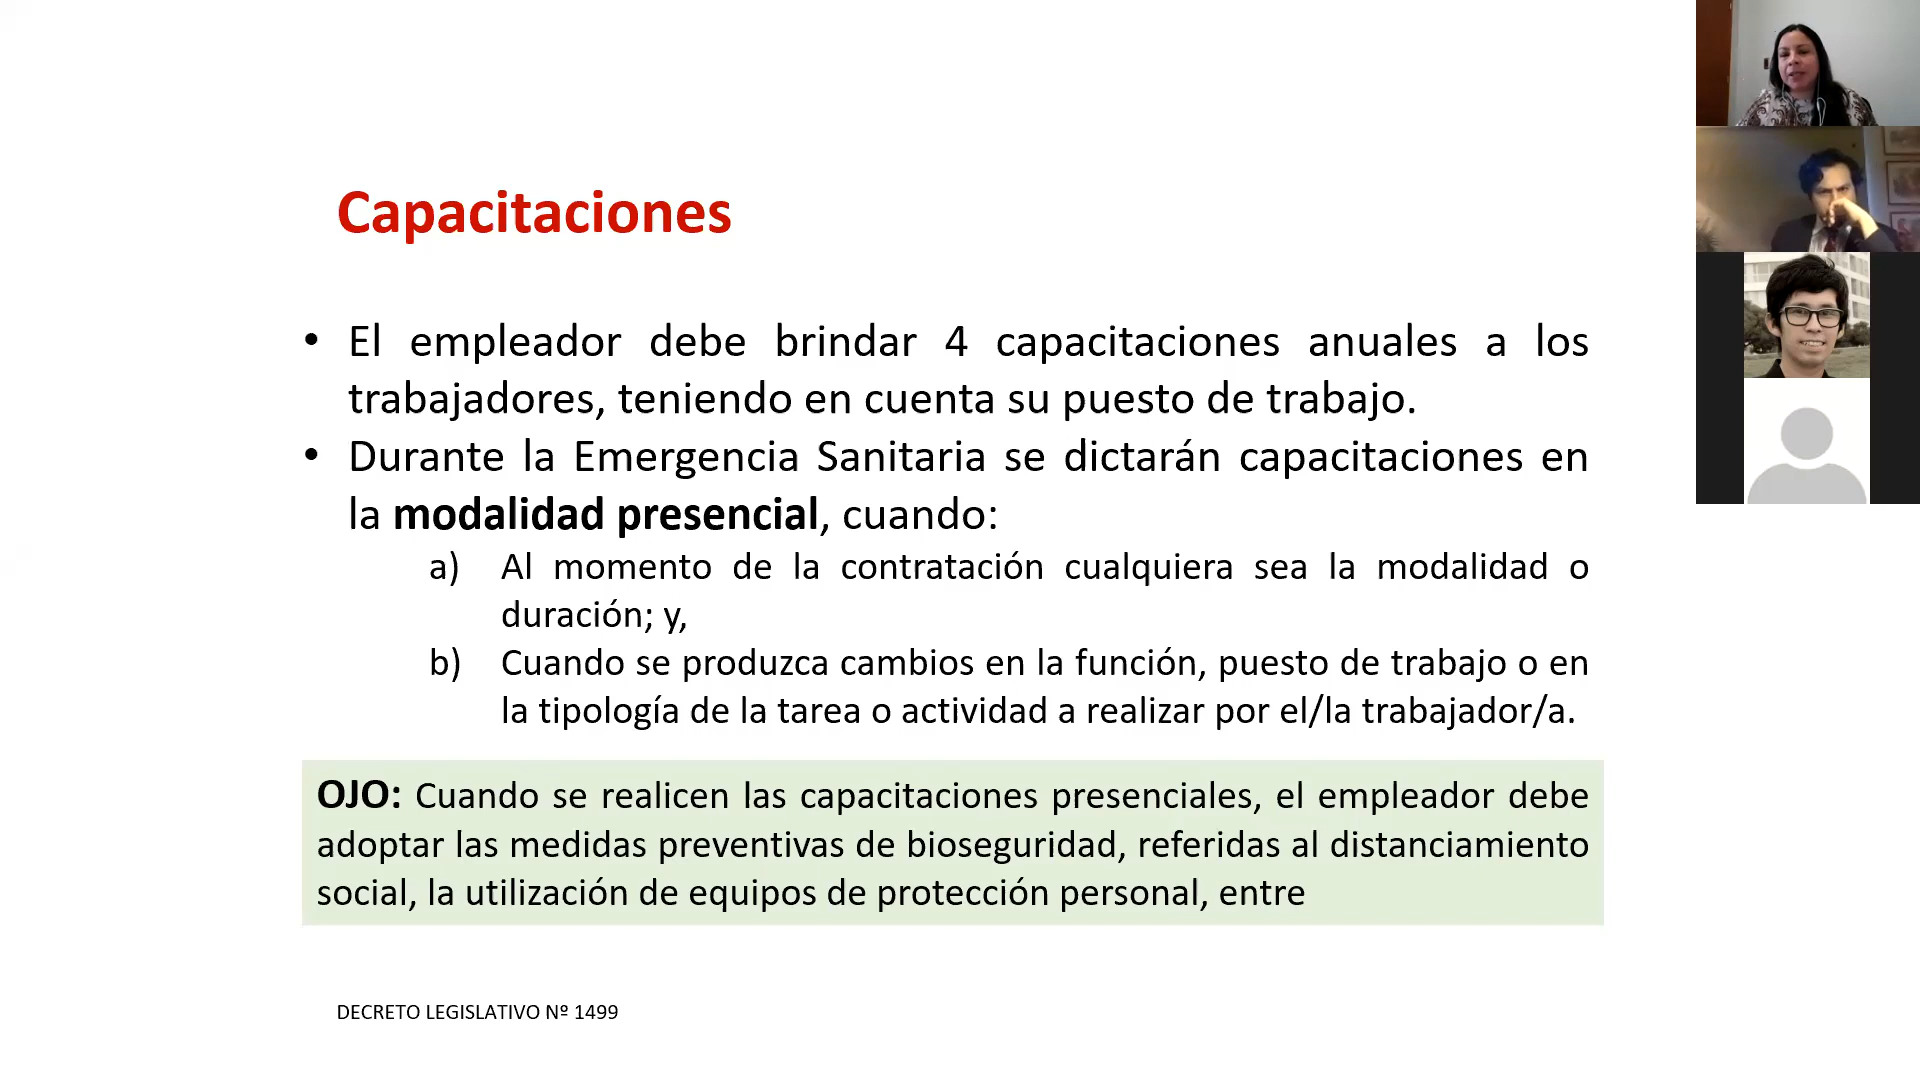 Capacitaciones
• El empleador debe brindar 4 capacitaciones anuales a los
trabajadores, teniendo en cuenta su puesto de trabajo.
• Durante la Emergencia Sanitaria se dictarán capacitaciones en
la modalidad presencial, cuando:
a) Al momento de la contratación cualquiera sea la modalidad o
duración; y,
b) Cuando se produzca cambios en la función, puesto de trabajo o en
la tipología de la tarea o actividad a realizar por el/la trabajador/a.
OJO: Cuando se realicen las capacitaciones presenciales, el empleador debe
adoptar las medidas preventivas de bioseguridad, referidas al distanciamiento
social, la utilización de equipos de protección personal, entre
DECRETO LEGISLATIVO Nº 1499